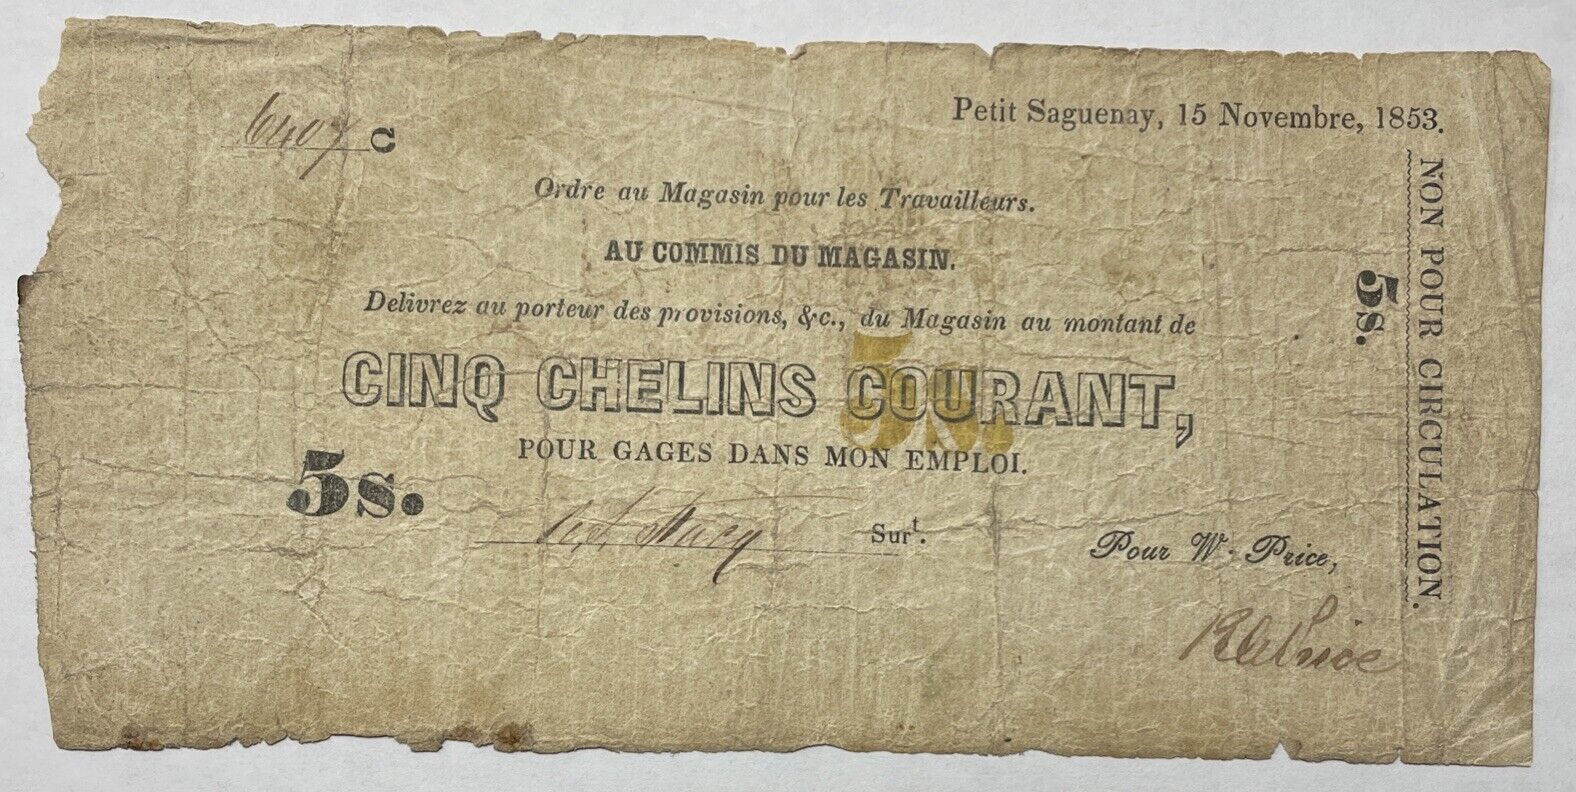 Petit Saguenay, 15 Novembre, 1853.
6407 C
Ordre au Magasin pour les Travailleurs.
AU COMMIS DU MAGASIN.
Delivrez au porteur des provisions, &c., du Magasin au montant de
5s.
CINQ CHELINS COURANT,
POUR GAGES DANS MON EMPLOI.
5s.
Surt.
Pour W. Price,
Price
5s.
NON POUR CIRCULATION.